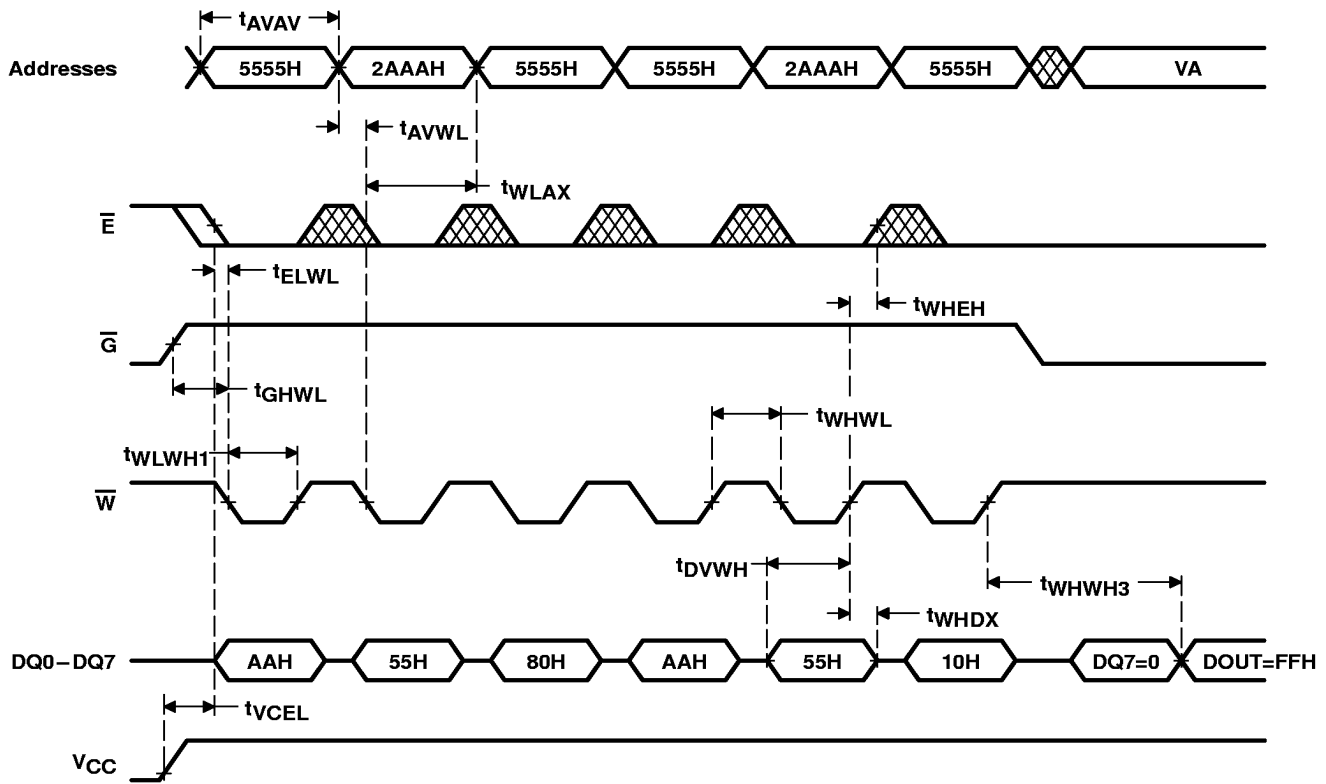 tAVAV
Addresses 5555H 2AAAH 5555H 5555H 2AAAH 5555H VA
tAVWL
tWLAX
E
tELWL
tWHEH
G
tGHWL
tWHWL
tWLWH1
W
tDVWH
tWHWH3
tWHDX
DQ0–DQ7 AAH 55H 80H AAH 55H 10H DQ7=0 DOUT=FFH
tVCEL
VCC